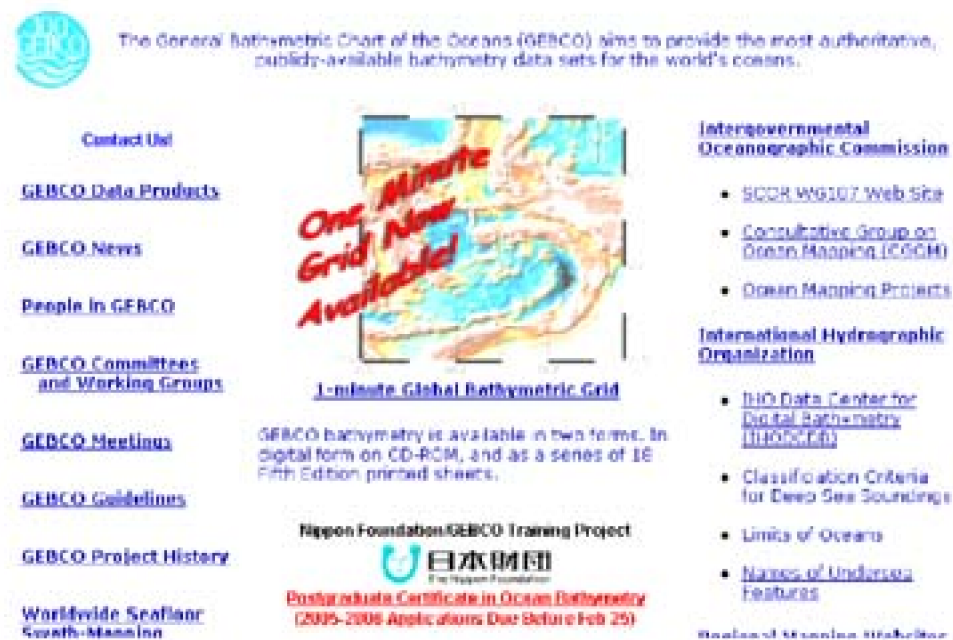 The General Bathymetric Chart of the Oceans (GEBCO) aims to provide the most authoritative,
publicly-available bathymetry data sets for the world's oceans.
Contact Us!
GEBCO Data Products
GEBCO News
People in GEBCO
GEBCO Committees
and Working Groups
GEBCO Meetings
GEBCO Guidelines
GEBCO Project History
Worldwide Seafloor
Swath-Mapping
One Minute
Grid Now
Available!
1-minute Global Bathymetric Grid
GEBCO bathymetry is available in two forms. In
digital form on CD-ROM, and as a series of 18
Fifth Edition printed sheets.
Nippon Foundation/GEBCO Training Project
日本財団
The Nippon Foundation
Postgraduate Certificate in Ocean Bathymetry
(2005-2006 Applications Due Before Feb 25)
Intergovernmental
Oceanographic Commission
SCOR WG107 Web Site
Consultative Group on
Ocean Mapping (CGOM)
Ocean Mapping Projects
International Hydrographic
Organization
IHO Data Center for
Digital Bathymetry
(IHODCDB)
Classification Criteria
for Deep Sea Soundings
Limits of Oceans
Names of Undersea
Features
Regional Mapping Websites